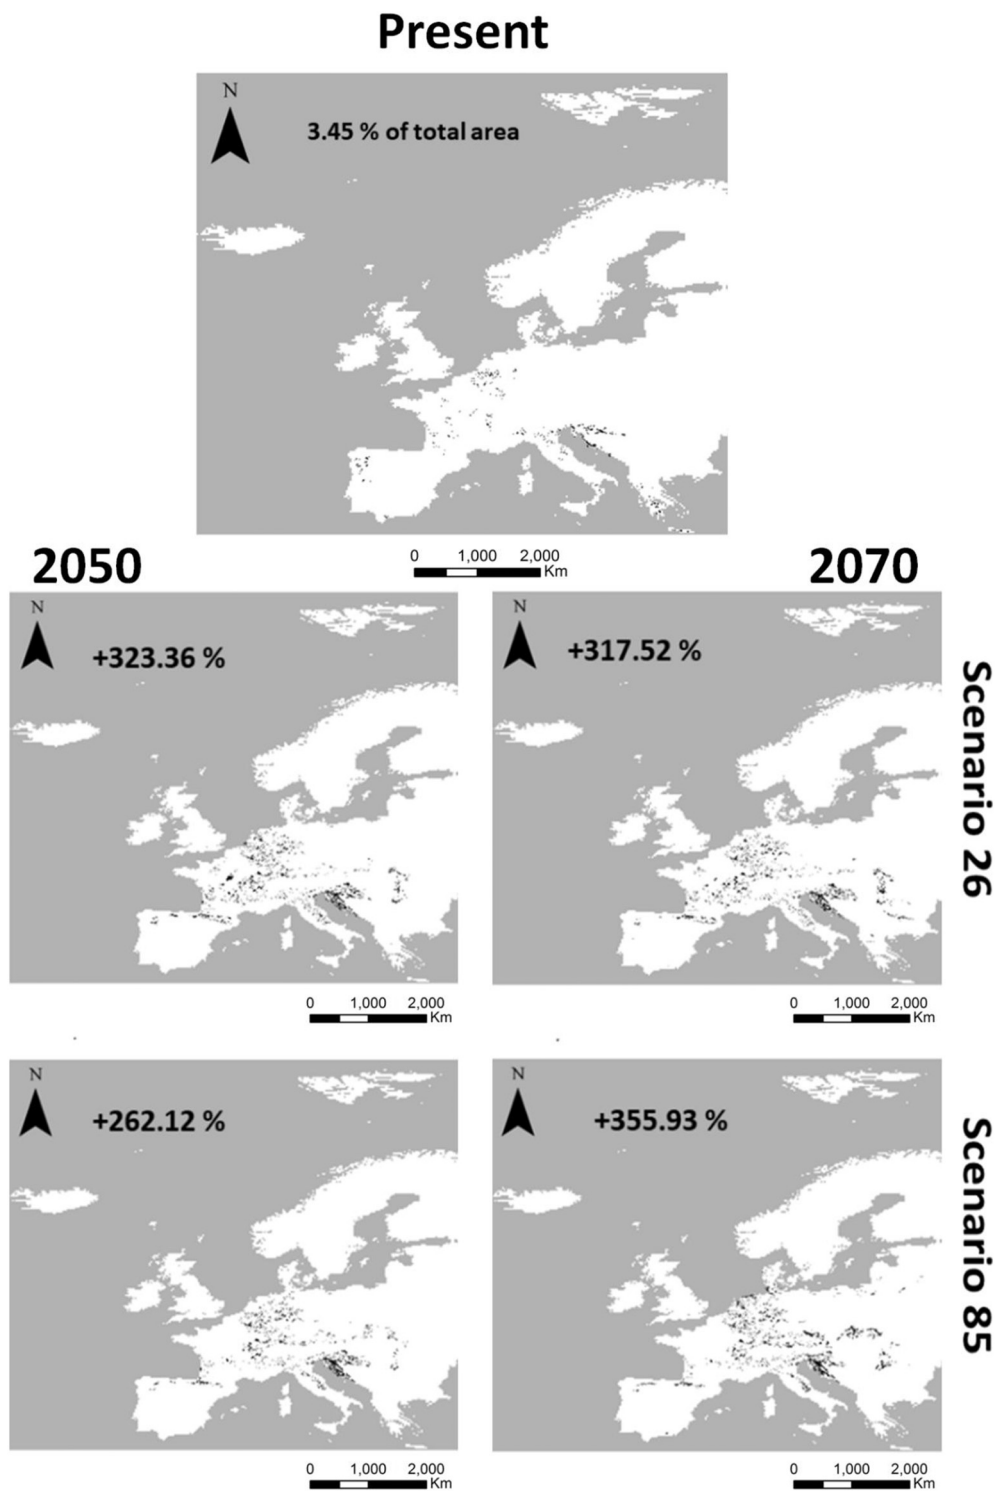 Present
N
3.45 % of total area
0 1,000 2,000
Km
2050
2070
N
+323.36 %
N
+317.52 %
Scenario 26
0 1,000 2,000
Km
0 1,000 2,000
Km
N
+262.12 %
N
+355.93 %
Scenario 85
0 1,000 2,000
Km
0 1,000 2,000
Km